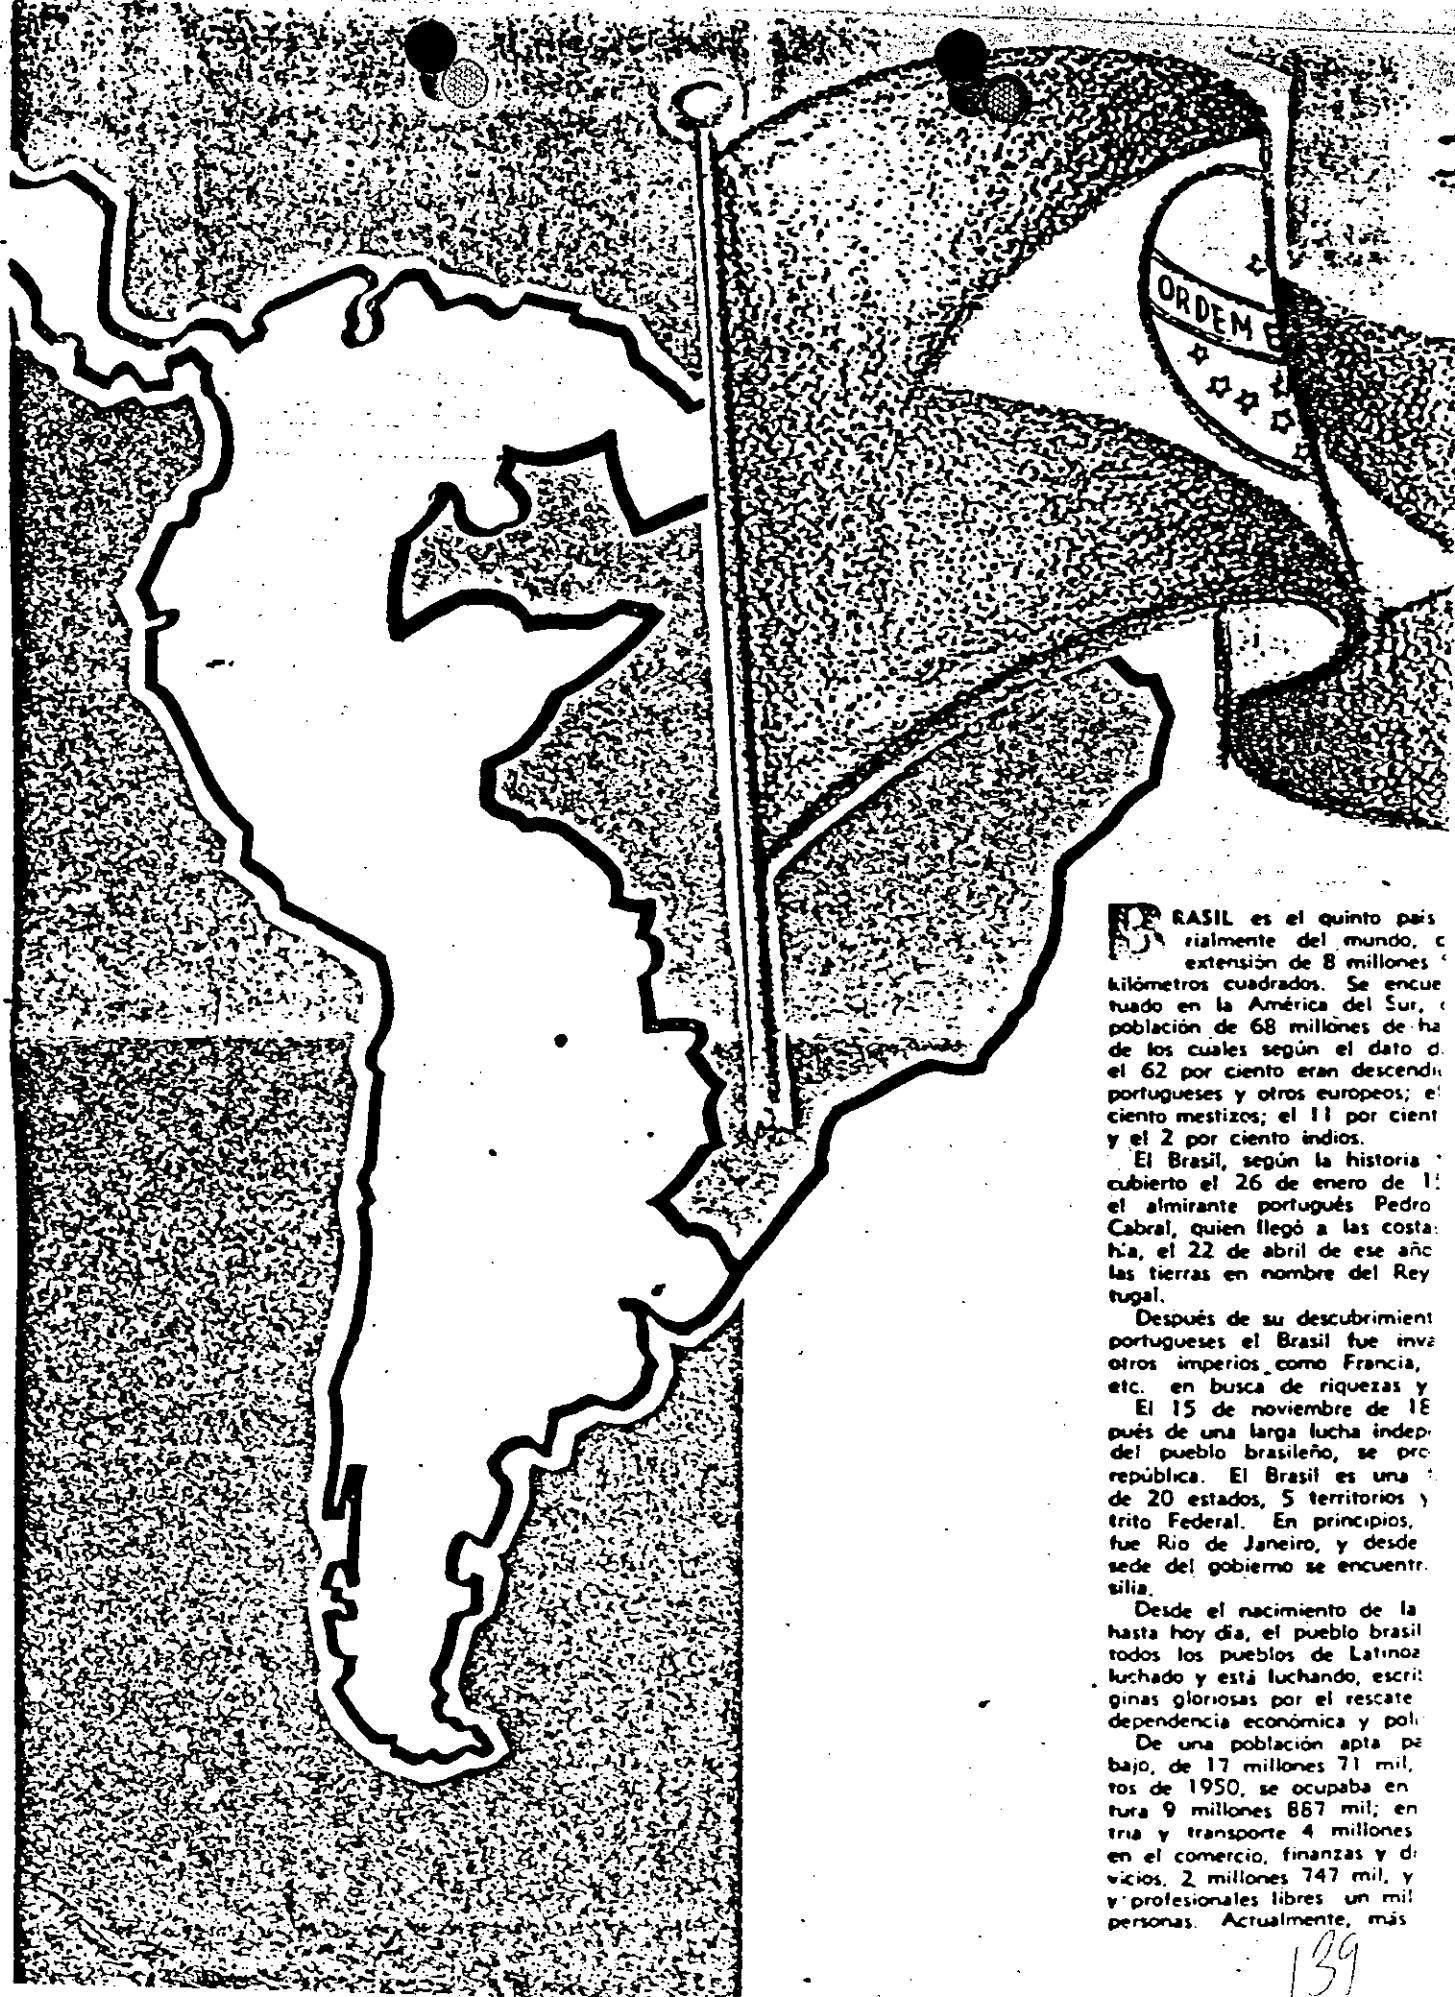 ORDEM E
BRASIL es el quinto país
rialmente del mundo, c
extensión de 8 millones
kilómetros cuadrados. Se encue
tuado en la América del Sur, c
población de 68 millones de ha
de los cuales según el dato d
el 62 por ciento eran descendi
portugueses y otros europeos; el
ciento mestizos; el 11 por cient
y el 2 por ciento indios.
El Brasil, según la historia
cubierto el 26 de enero de 15
el almirante portugués Pedro
Cabral, quien llegó a las costa
hía, el 22 de abril de ese año
las tierras en nombre del Rey
tugal.
Después de su descubrimient
portugueses el Brasil fue inva
otros imperios como Francia,
etc. en busca de riquezas y
El 15 de noviembre de 18
pués de una larga lucha indep
del pueblo brasileño, se pro
república. El Brasil es una
de 20 estados, 5 territorios y
trito Federal. En principios,
fue Rio de Janeiro, y desde
sede del gobierno se encuentr
silia.
Desde el nacimiento de la
hasta hoy día, el pueblo brasil
todos los pueblos de Latinoa
luchado y está luchando, escri
ginas gloriosas por el rescate
dependencia económica y polí
De una población apta pa
bajo, de 17 millones 71 mil,
tos de 1950, se ocupaba en
tura 9 millones 887 mil; en
tria y transporte 4 millones
en el comercio, finanzas y di
vicios, 2 millones 747 mil, y
y profesionales libres un mil
personas. Actualmente, más
139